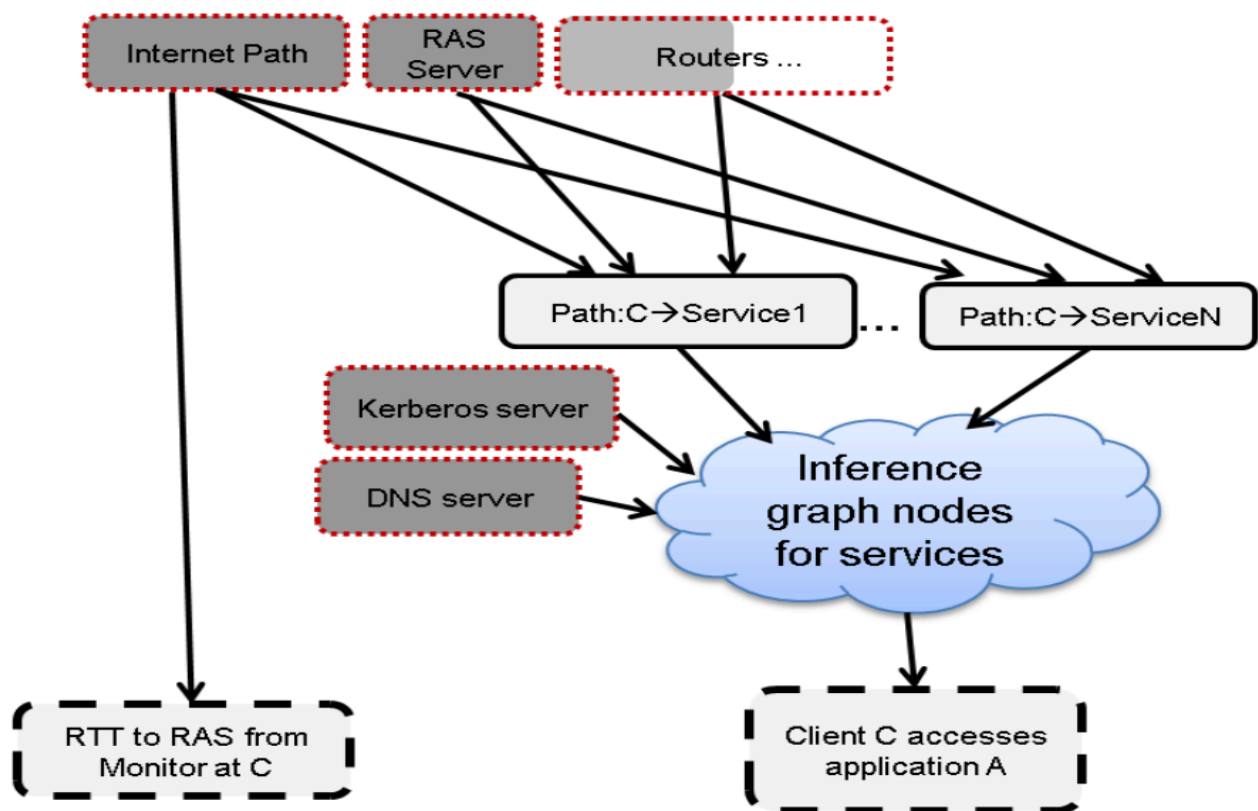 Internet Path
RAS
Server
Routers ...
Path:C→Service1
...
Path:C→ServiceN
Kerberos server
DNS server
Inference
graph nodes
for services
RTT to RAS from
Monitor at C
Client C accesses
application A